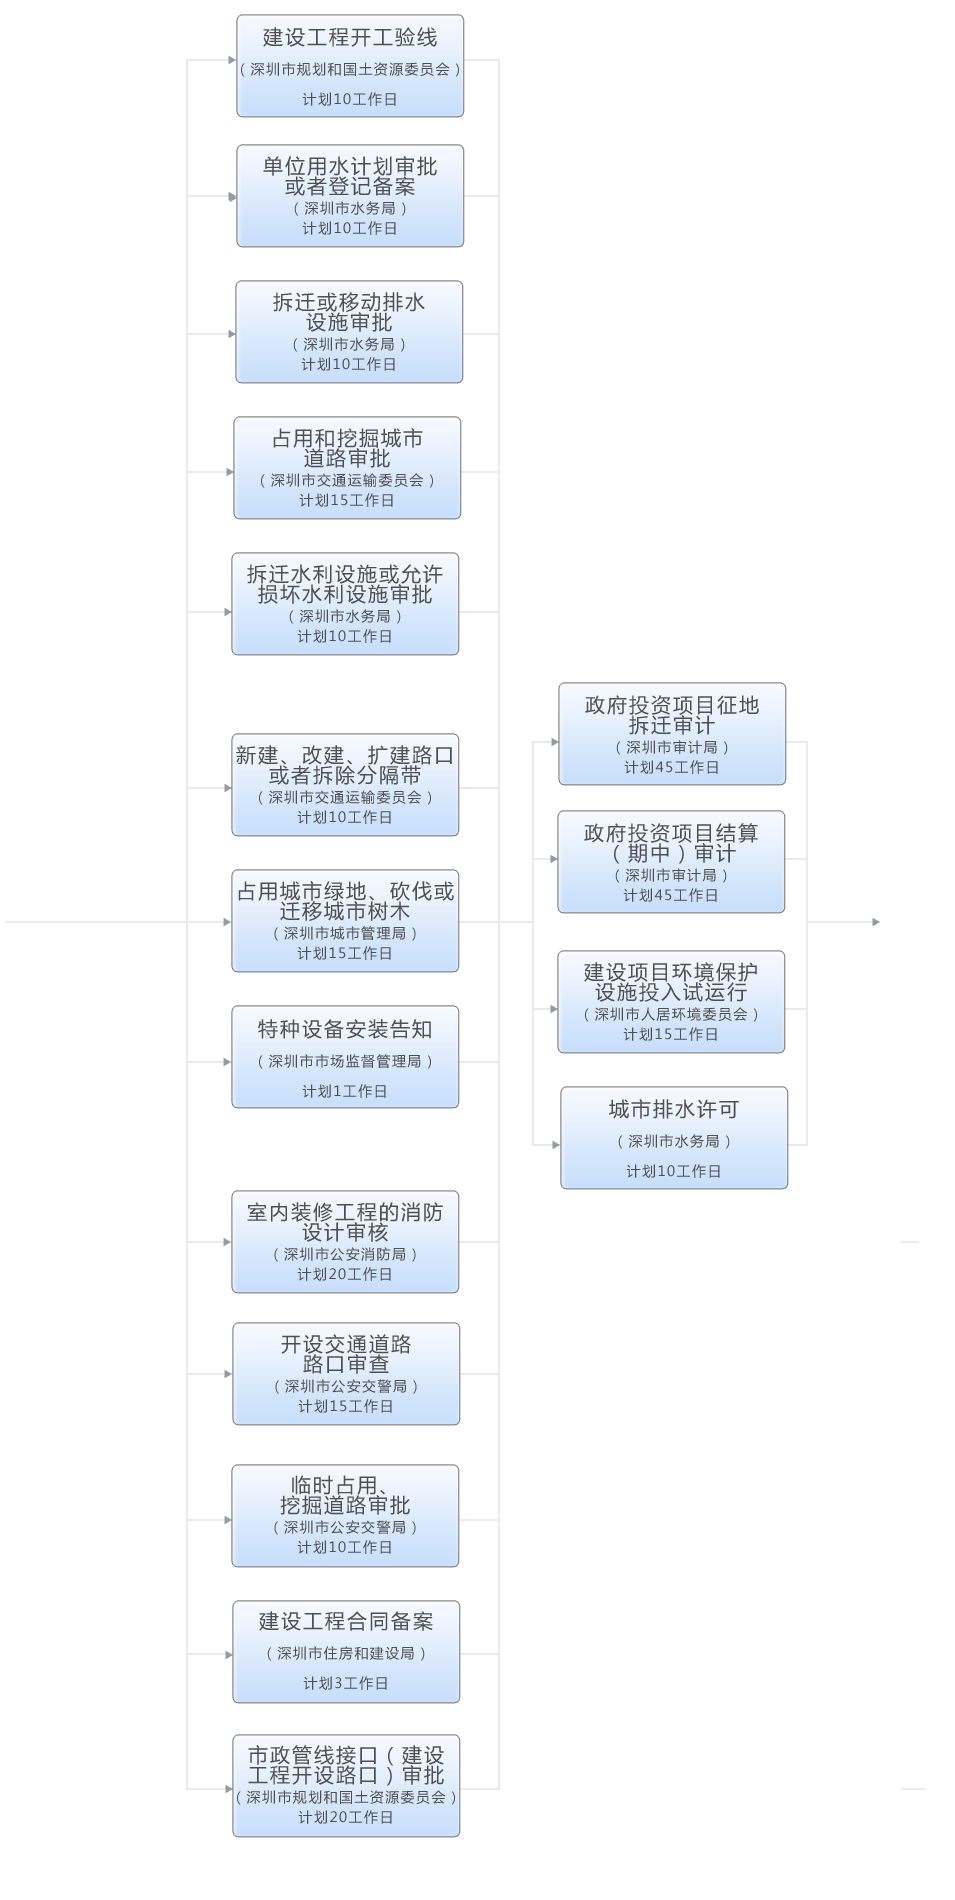 建设工程开工验线
（深圳市规划和国土资源委员会）
计划10工作日
单位用水计划审批
或者登记备案
（深圳市水务局）
计划10工作日
拆迁或移动排水
设施审批
（深圳市水务局）
计划10工作日
占用和挖掘城市
道路审批
（深圳市交通运输委员会）
计划15工作日
拆迁水利设施或允许
损坏水利设施审批
（深圳市水务局）
计划10工作日
新建、改建、扩建路口
或者拆除分隔带
（深圳市交通运输委员会）
计划10工作日
占用城市绿地、砍伐或
迁移城市树木
（深圳市城市管理局）
计划15工作日
特种设备安装告知
（深圳市市场监督管理局）
计划1工作日
室内装修工程的消防
设计审核
（深圳市公安消防局）
计划20工作日
开设交通道路
路口审查
（深圳市公安交警局）
计划15工作日
临时占用、
挖掘道路审批
（深圳市公安交警局）
计划10工作日
建设工程合同备案
（深圳市住房和建设局）
计划3工作日
市政管线接口（建设
工程开设路口）审批
（深圳市规划和国土资源委员会）
计划20工作日
政府投资项目征地
拆迁审计
（深圳市审计局）
计划45工作日
政府投资项目结算
（期中）审计
（深圳市审计局）
计划45工作日
建设项目环境保护
设施投入试运行
（深圳市人居环境委员会）
计划15工作日
城市排水许可
（深圳市水务局）
计划10工作日